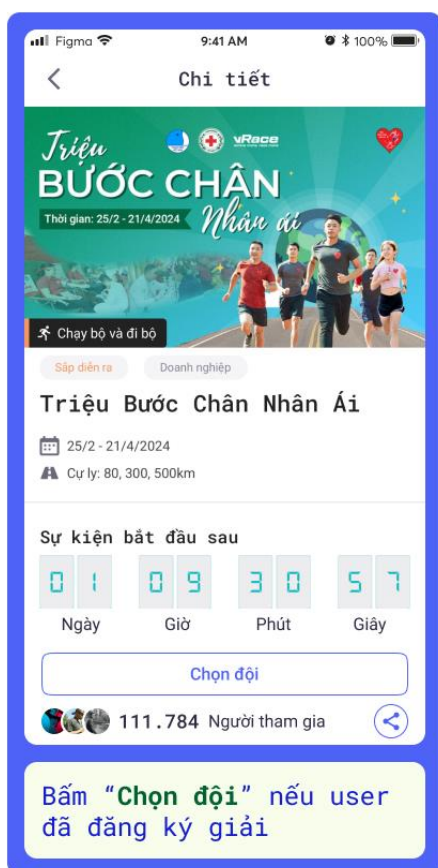 Figma 9:41 AM 100%
Chi tiết
vRace
Triệu
BƯỚC CHÂN
Thời gian: 25/2 - 21/4/2024
Nhân ái
Chạy bộ và đi bộ
Sắp diễn ra Doanh nghiệp
Triệu Bước Chân Nhân Ái
25/2 - 21/4/2024
Cự ly: 80, 300, 500km
Sự kiện bắt đầu sau
01 09 30 57
Ngày Giờ Phút Giây
Chọn đội
111.784 Người tham gia
Bấm “Chọn đội” nếu user
đã đăng ký giải